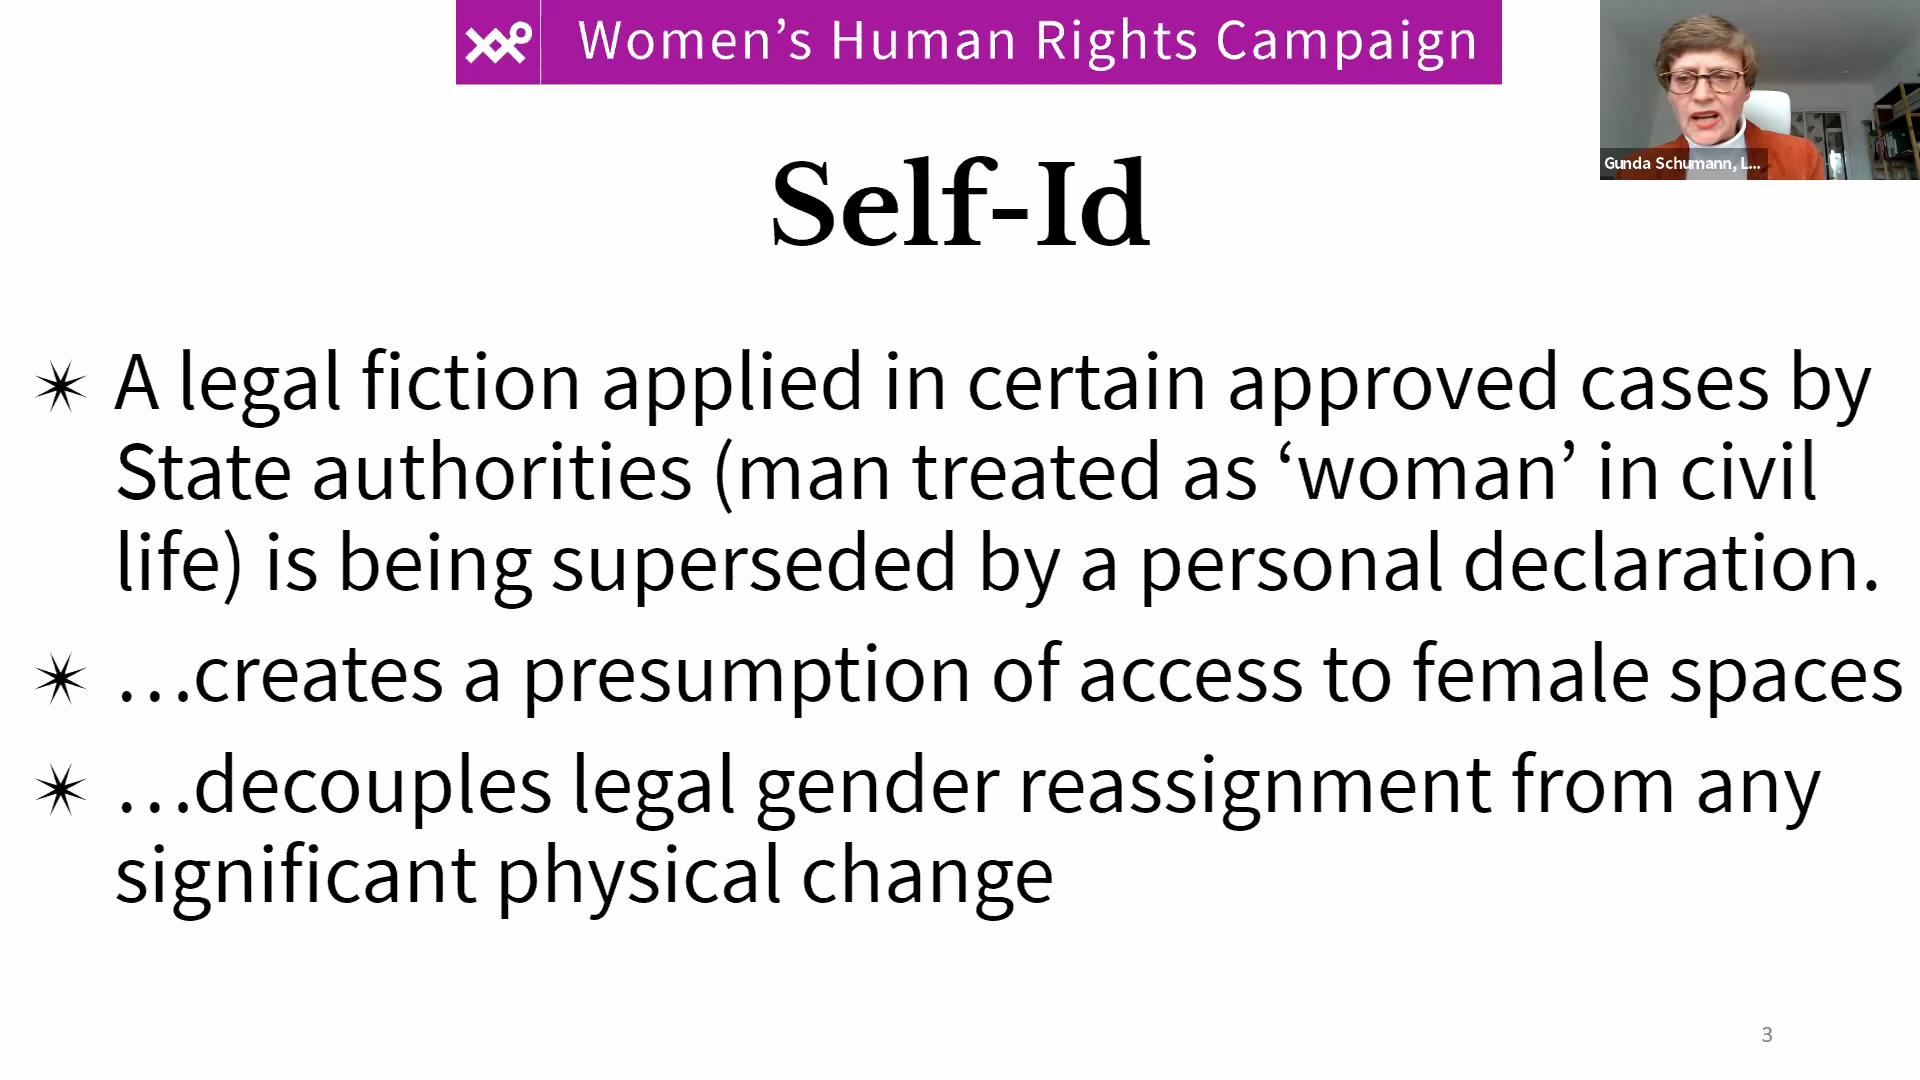 Women’s Human Rights Campaign
Gunda Schumann, L...
Self-Id
A legal fiction applied in certain approved cases by
State authorities (man treated as ‘woman’ in civil
life) is being superseded by a personal declaration.
…creates a presumption of access to female spaces
…decouples legal gender reassignment from any
significant physical change
3